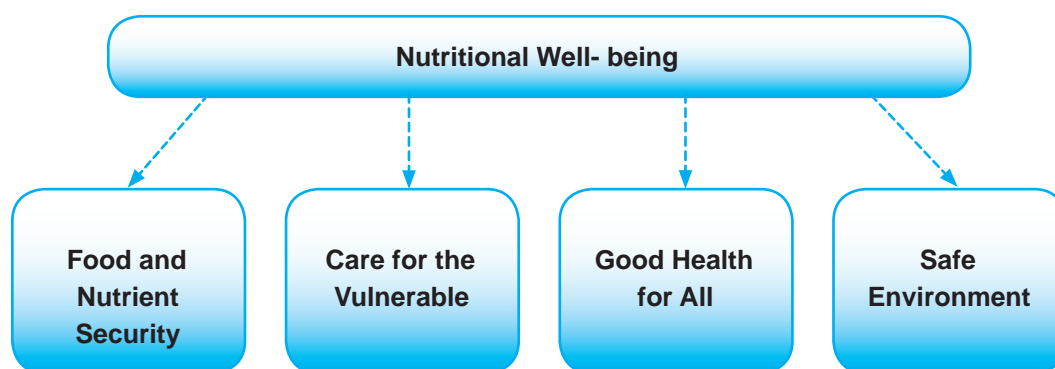 Nutritional Well- being
Food and
Nutrient
Security
Care for the
Vulnerable
Good Health
for All
Safe
Environment